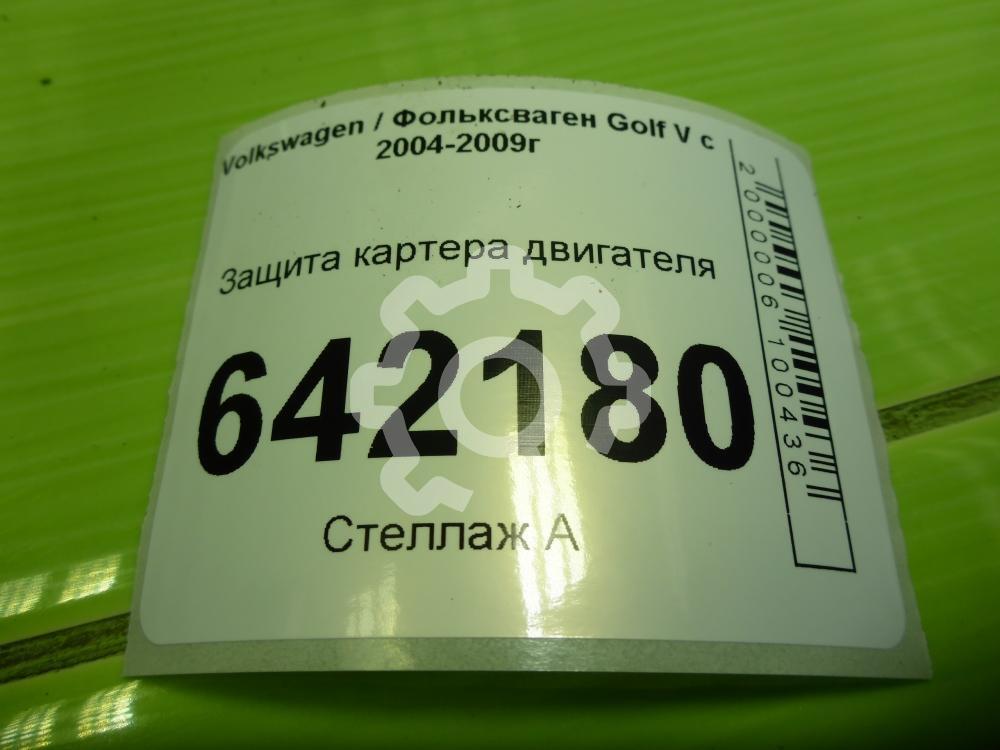 Volkswagen / Фольксваген Golf V с
2004-2009г
Защита картера двигателя
642180
Стеллаж А
2000006100436